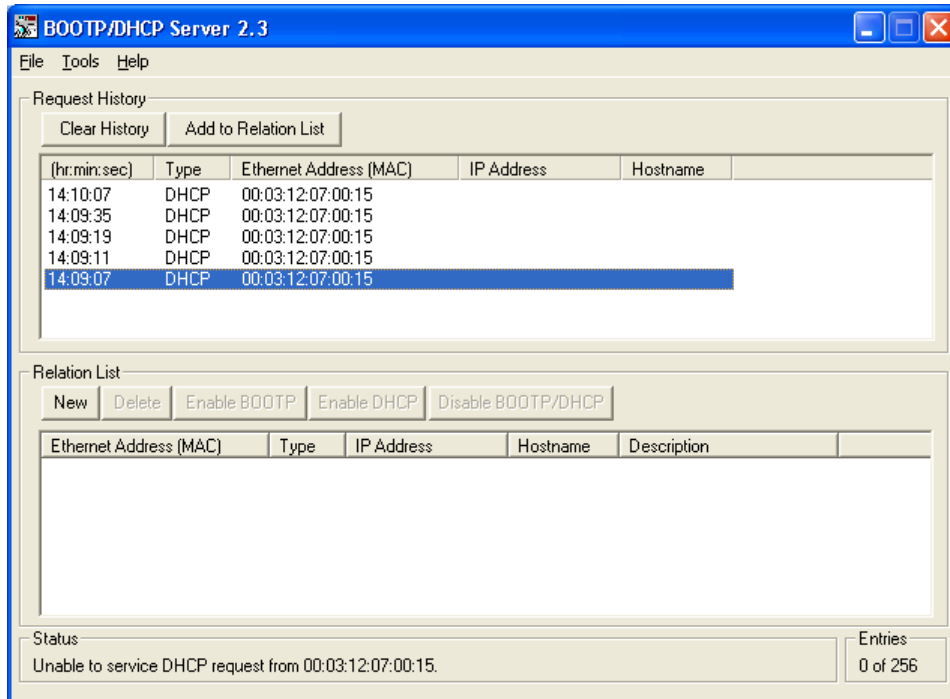 BOOTP/DHCP Server 2.3
File Tools Help
Request History
Clear History Add to Relation List
(hr:min:sec) Type Ethernet Address (MAC) IP Address Hostname
14:10:07 DHCP 00:03:12:07:00:15
14:09:35 DHCP 00:03:12:07:00:15
14:09:19 DHCP 00:03:12:07:00:15
14:09:11 DHCP 00:03:12:07:00:15
14:09:07 DHCP 00:03:12:07:00:15
Relation List
New Delete Enable BOOTP Enable DHCP Disable BOOTP/DHCP
Ethernet Address (MAC) Type IP Address Hostname Description
Status Entries
Unable to service DHCP request from 00:03:12:07:00:15. 0 of 256